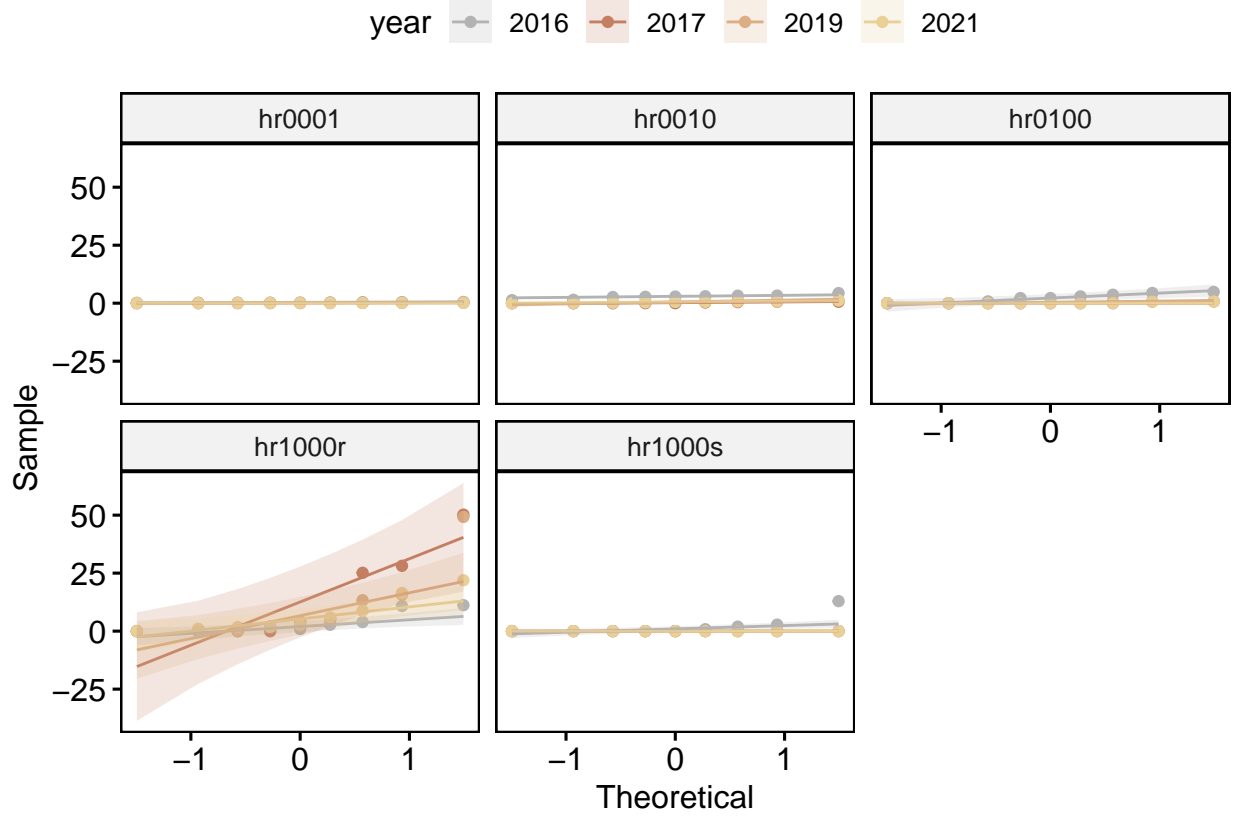 year 2016 2017 2019 2021
hr0001 hr0010 hr0100
50
25
0
−25
−1 0 1
hr1000r hr1000s
50
25
0
−25
−1 0 1 −1 0 1
Sample
Theoretical